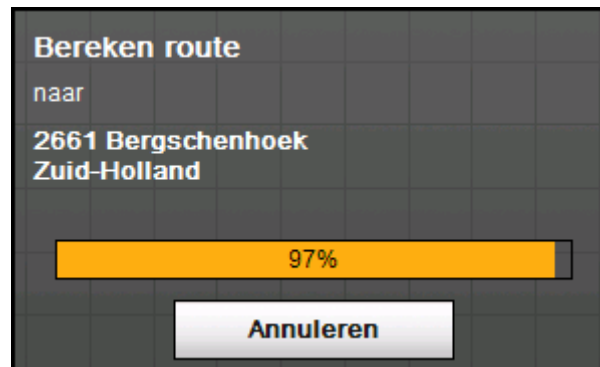 Bereken route
naar
2661 Bergschenhoek
Zuid-Holland
97%
Annuleren